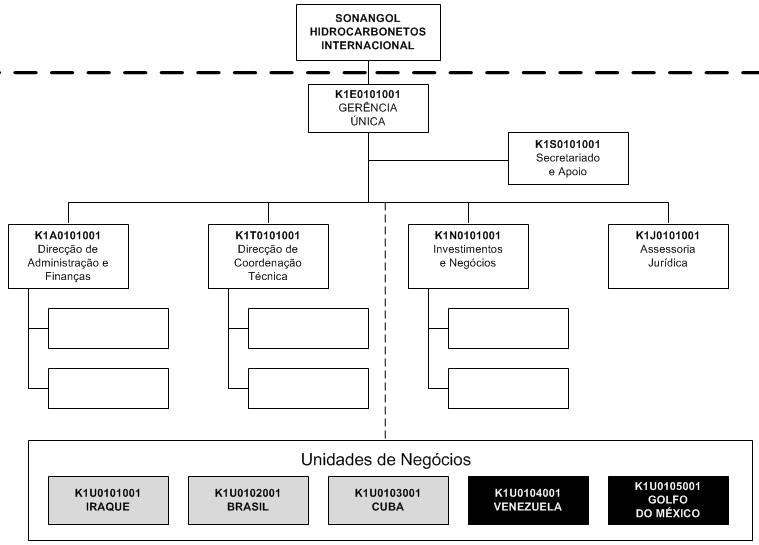 SONANGOL
HIDROCARBONETOS
INTERNACIONAL
K1E0101001
GERÊNCIA
ÚNICA
K1S0101001
Secretariado
e Apoio
K1A0101001
Direcção de
Administração e
Finanças
K1T0101001
Direcção de
Coordenação
Técnica
K1N0101001
Investimentos
e Negócios
K1J0101001
Assessoria
Jurídica
Unidades de Negócios
K1U0101001
IRAQUE
K1U0102001
BRASIL
K1U0103001
CUBA
K1U0104001
VENEZUELA
K1U0105001
GOLFO
DO MÉXICO